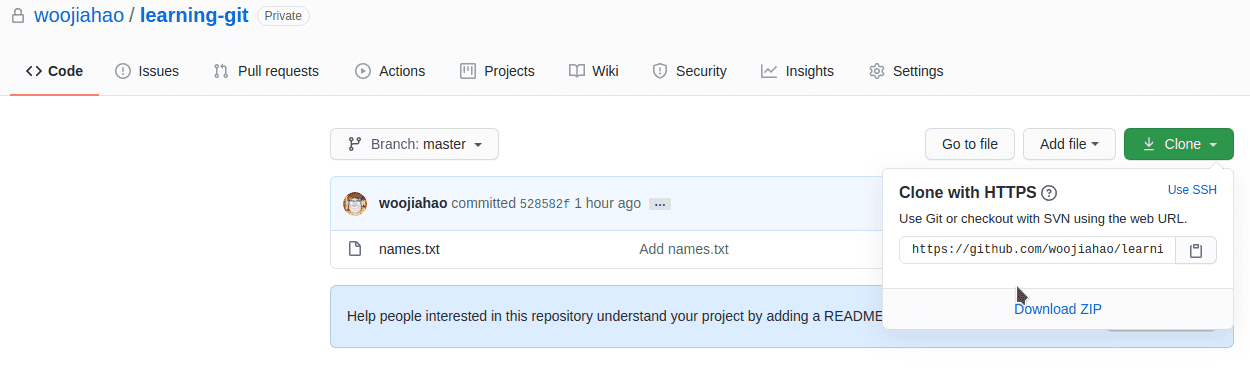 woojiahao / learning-git Private
Code Issues Pull requests Actions Projects Wiki Security Insights Settings
Branch: master Go to file Add file Clone
woojiahao committed 528582f 1 hour ago ...
Clone with HTTPS ? Use SSH
Use Git or checkout with SVN using the web URL.
names.txt Add names.txt https://github.com/woojiahao/learni
Download ZIP
Help people interested in this repository understand your project by adding a README